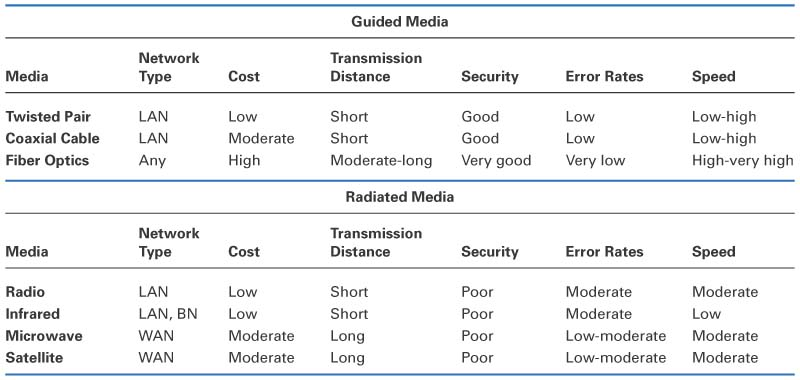 Guided Media
Network Transmission
Media Type Cost Distance Security Error Rates Speed
Twisted Pair LAN Low Short Good Low Low-high
Coaxial Cable LAN Moderate Short Good Low Low-high
Fiber Optics Any High Moderate-long Very good Very low High-very high
Radiated Media
Network Transmission
Media Type Cost Distance Security Error Rates Speed
Radio LAN Low Short Poor Moderate Moderate
Infrared LAN, BN Low Short Poor Moderate Low
Microwave WAN Moderate Long Poor Low-moderate Moderate
Satellite WAN Moderate Long Poor Low-moderate Moderate